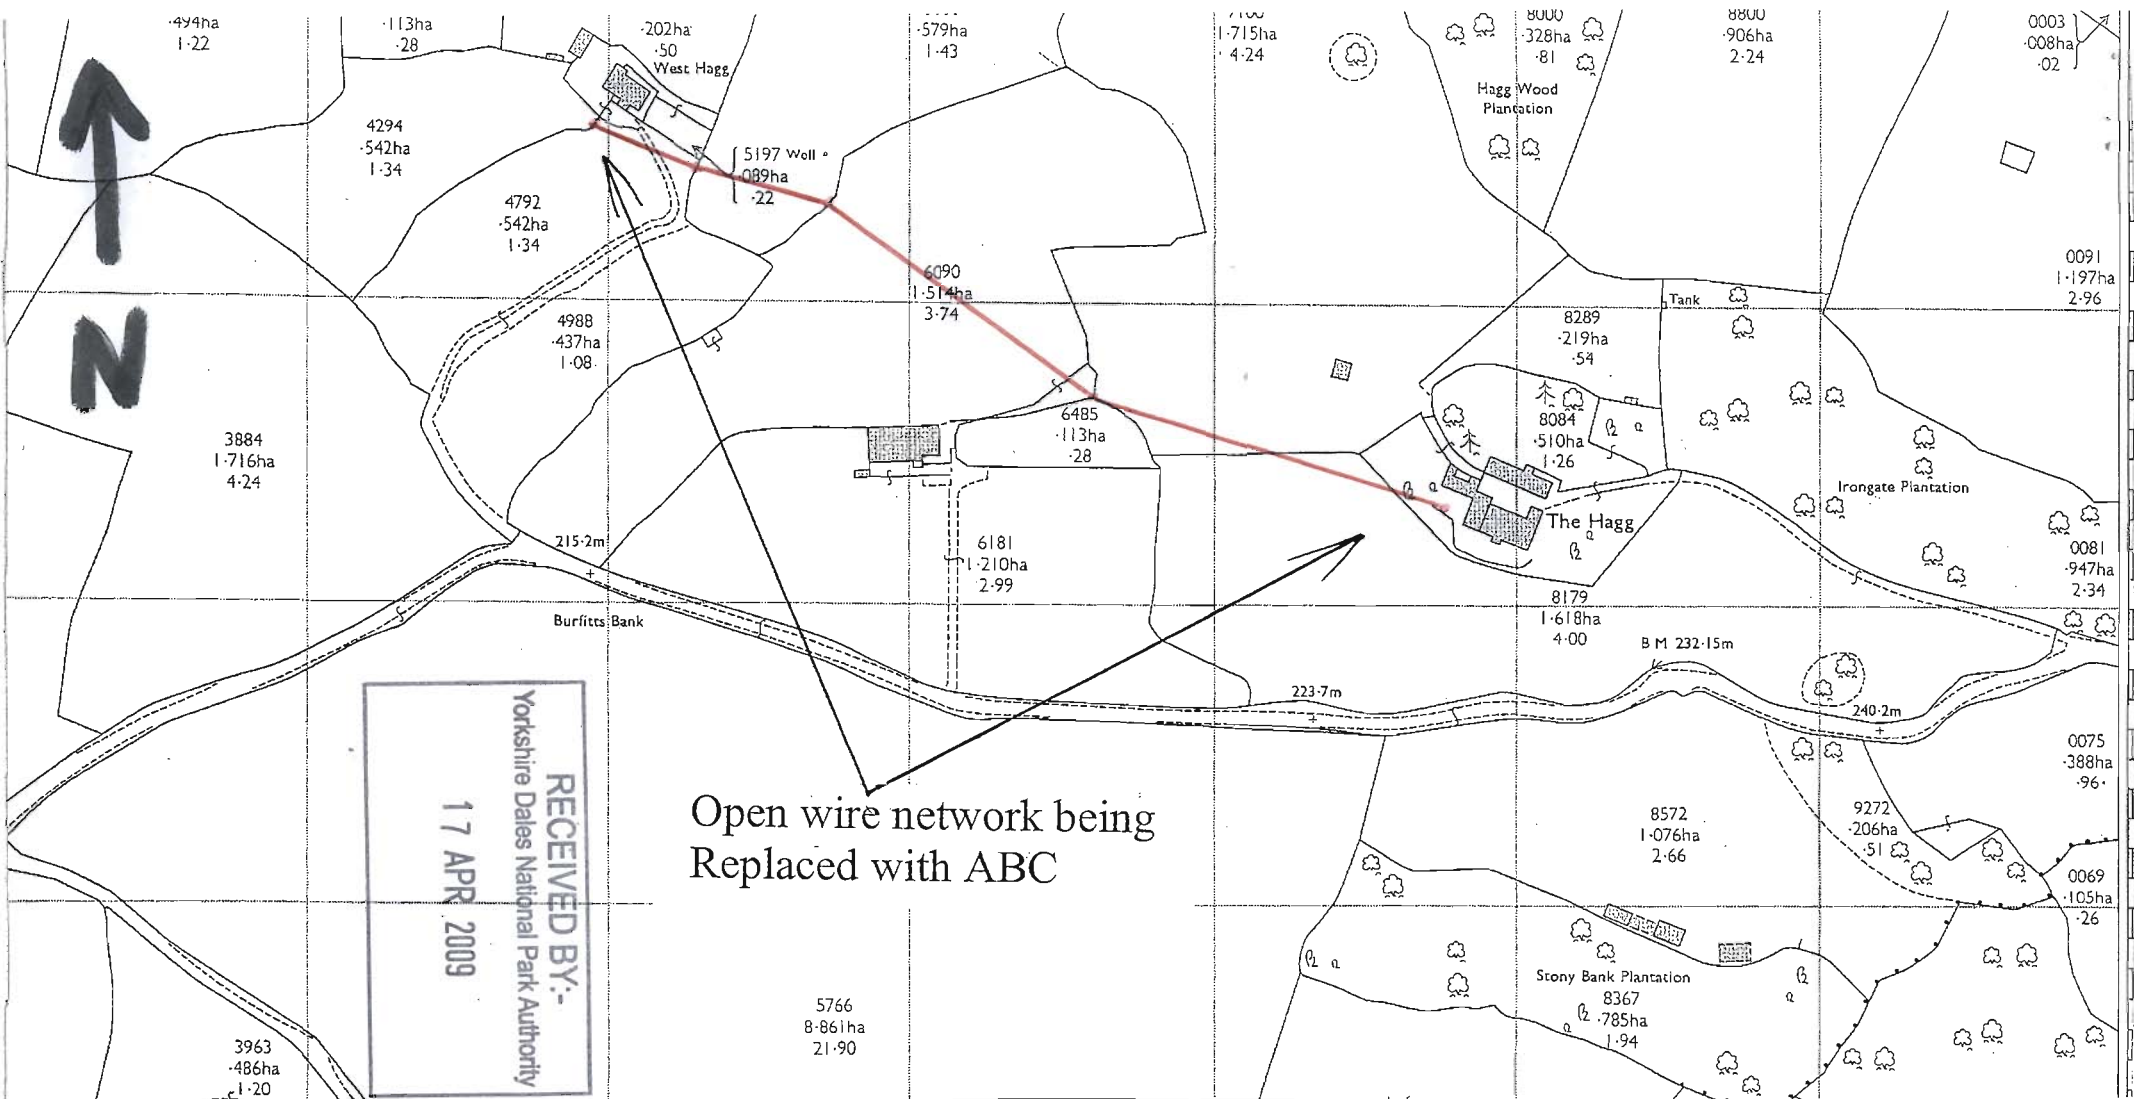 ·494ha
1·22
·113ha
·28
·202ha
·50
West Hagg
·579ha
1·43
7100
1·715ha
4·24
8000
·328ha
·81
Hagg Wood
Plantation
8800
·906ha
2·24
0003
·008ha
·02
4294
·542ha
1·34
5197 Well
·089ha
·22
4792
·542ha
1·34
6090
1·514ha
3·74
0091
1·197ha
2·96
Tank
4988
·437ha
1·08
8289
·219ha
·54
N
3884
1·716ha
4·24
6485
·113ha
·28
8084
·510ha
1·26
Irongate Plantation
The Hagg
215·2m
6181
1·210ha
2·99
0081
·947ha
2·34
Burfitts Bank
8179
1·618ha
4·00
B M 232·15m
223·7m
240·2m
0075
·388ha
·96
RECEIVED BY:-
Yorkshire Dales National Park Authority
17 APR 2009
Open wire network being
Replaced with ABC
8572
1·076ha
2·66
9272
·206ha
·51
0069
·105ha
·26
Stony Bank Plantation
8367
·785ha
1·94
5766
8·861ha
21·90
3963
·486ha
1·20